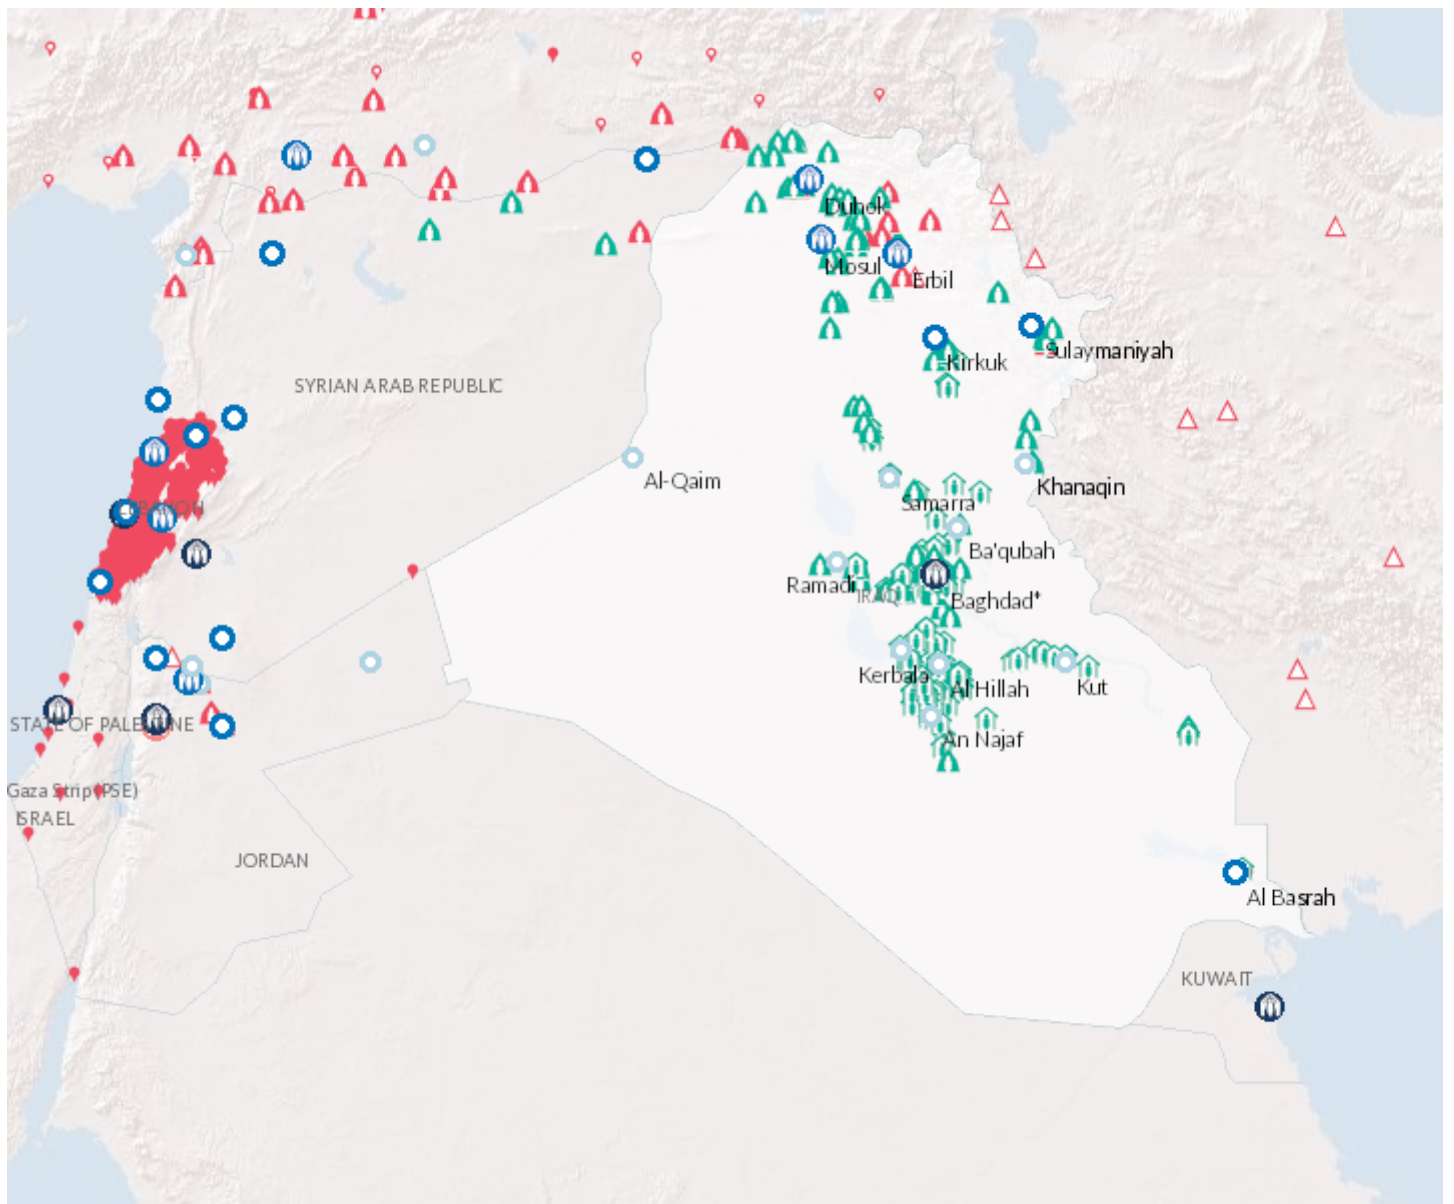 Duhok
Mosul
Erbil
Sulaymaniyah
Kirkuk
SYRIAN ARAB REPUBLIC
Al-Qaim
Khanaqin
Samarra
LEBANON
Ba'qubah
Ramadi
IRAQ
Baghdad*
Kerbala
Al Hillah
Kut
STATE OF PALESTINE
An Najaf
Gaza Strip (PSE)
ISRAEL
JORDAN
Al Basrah
KUWAIT